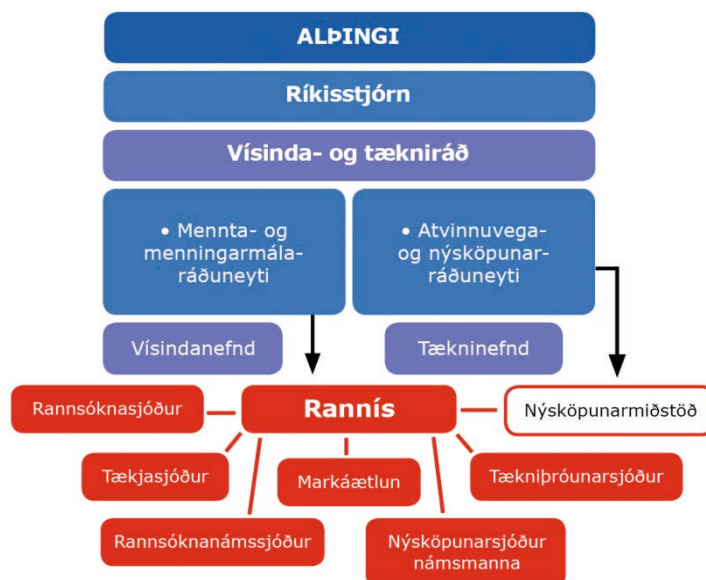 ALÞINGI
Ríkisstjórn
Vísinda- og tækniráð
• Mennta- og
menningarmála-
ráðuneyti
• Atvinnuvega-
og nýsköpunar-
ráðuneyti
Vísindanefnd
Tækninefnd
Rannsóknasjóður
Rannís
Nýsköpunarmiðstöð
Tækjasjóður
Markáætlun
Tækniþróunarsjóður
Rannsóknanámssjóður
Nýsköpunarsjóður
námsmanna